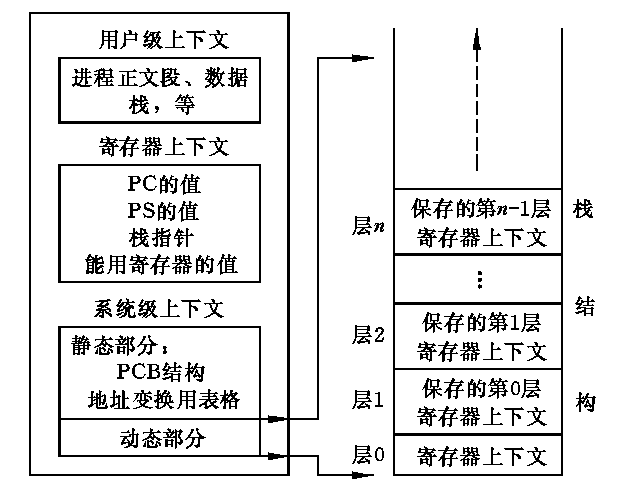 用户级上下文
进程正文段、数据
栈，等
寄存器上下文
PC的值
PS的值
栈指针
能用寄存器的值
系统级上下文
静态部分：
PCB结构
地址变换用表格
动态部分
层n
保存的第n-1层
寄存器上下文
⋮
层2
保存的第1层
寄存器上下文
层1
保存的第0层
寄存器上下文
层0
寄存器上下文
栈
结
构